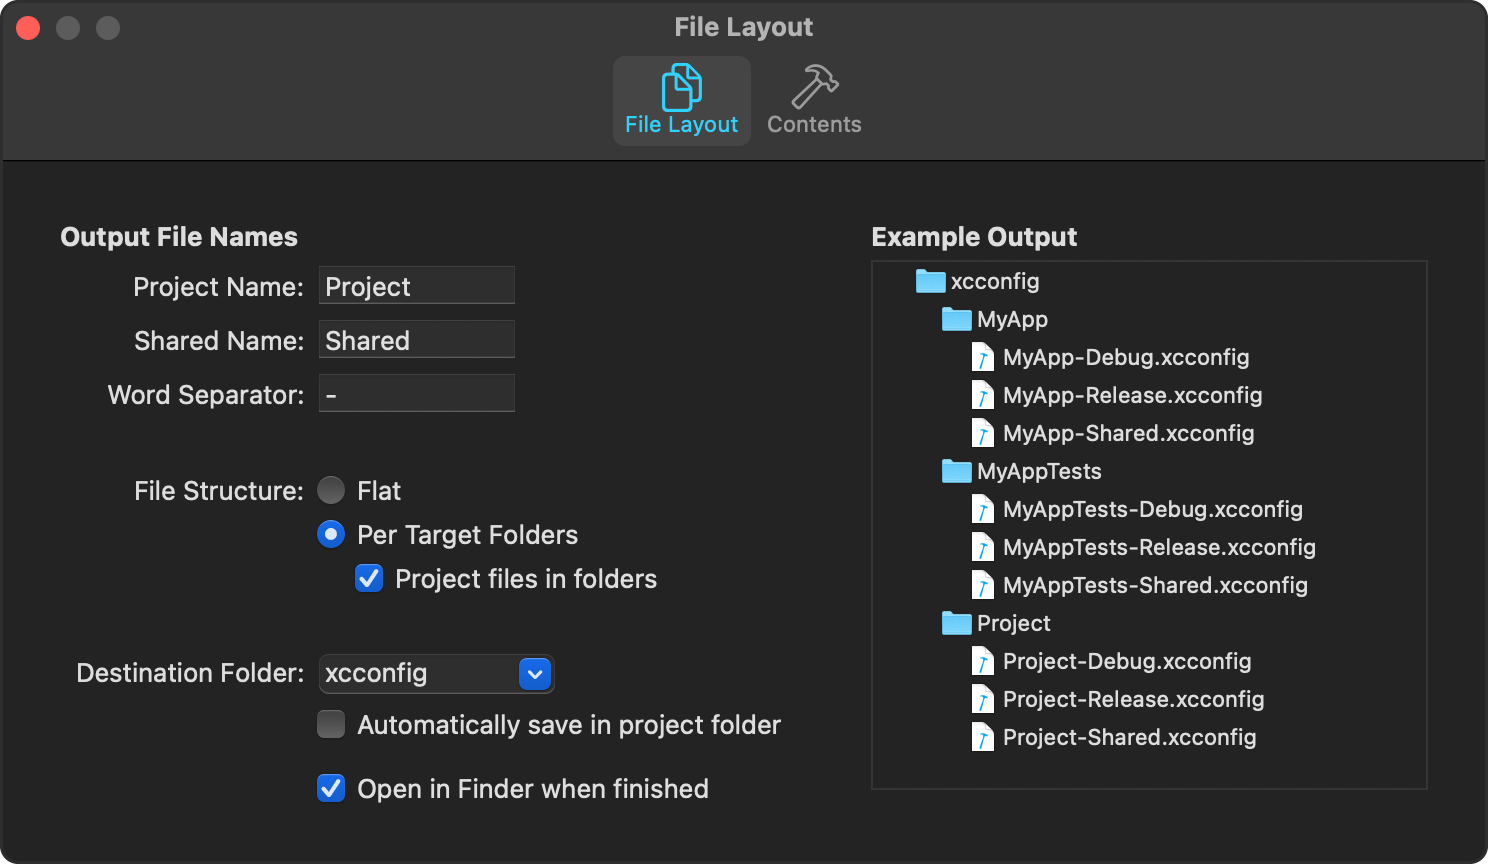 File Layout
File Layout
Contents
Output File Names
Project Name: Project
Shared Name: Shared
Word Separator: -
File Structure: Flat
Per Target Folders
Project files in folders
Destination Folder: xcconfig
Automatically save in project folder
Open in Finder when finished
Example Output
xcconfig
MyApp
MyApp-Debug.xcconfig
MyApp-Release.xcconfig
MyApp-Shared.xcconfig
MyAppTests
MyAppTests-Debug.xcconfig
MyAppTests-Release.xcconfig
MyAppTests-Shared.xcconfig
Project
Project-Debug.xcconfig
Project-Release.xcconfig
Project-Shared.xcconfig